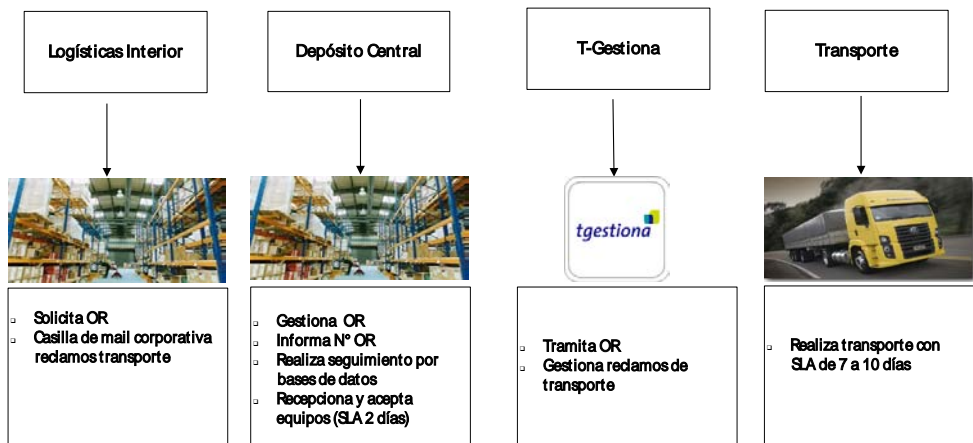 Logísticas Interior
Depósito Central
T-Gestiona
Transporte
tgestiona
Solicita OR
Casilla de mail corporativa
reclamos transporte
Gestiona OR
Informa Nº OR
Realiza seguimiento por
bases de datos
Recepciona y acepta
equipos (SLA 2 días)
Tramita OR
Gestiona reclamos de
transporte
Realiza transporte con
SLA de 7 a 10 días